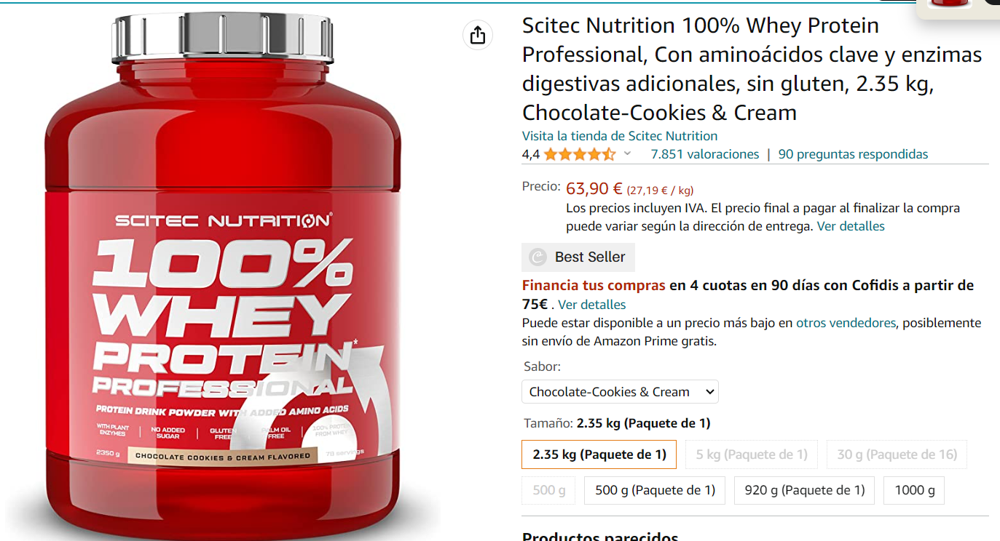 SCITEC NUTRITION®
100%
WHEY
PROTEIN*
PROFESSIONAL
PROTEIN DRINK POWDER WITH ADDED AMINO ACIDS
WITH PLANT ENZYMES | NO ADDED SUGAR | GLUTEN FREE | PALM OIL FREE | 100% PROTEIN FROM WHEY
2350 g CHOCOLATE COOKIES & CREAM FLAVORED 78 servings
Scitec Nutrition 100% Whey Protein
Professional, Con aminoácidos clave y enzimas
digestivas adicionales, sin gluten, 2.35 kg,
Chocolate-Cookies & Cream
Visita la tienda de Scitec Nutrition
4,4 7.851 valoraciones | 90 preguntas respondidas
Precio: 63,90 € (27,19 € / kg)
Los precios incluyen IVA. El precio final a pagar al finalizar la compra
puede variar según la dirección de entrega. Ver detalles
Best Seller
Financia tus compras en 4 cuotas en 90 días con Cofidis a partir de
75€ . Ver detalles
Puede estar disponible a un precio más bajo en otros vendedores, posiblemente
sin envío de Amazon Prime gratis.
Sabor:
Chocolate-Cookies & Cream
Tamaño: 2.35 kg (Paquete de 1)
2.35 kg (Paquete de 1) 5 kg (Paquete de 1) 30 g (Paquete de 16)
500 g 500 g (Paquete de 1) 920 g (Paquete de 1) 1000 g
Productos parecidos